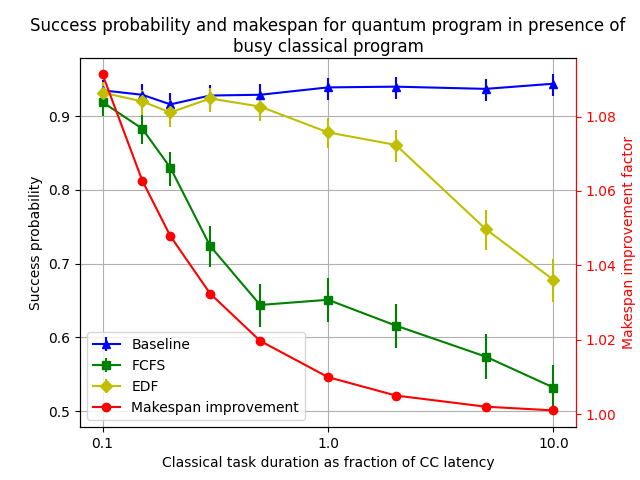 Success probability and makespan for quantum program in presence of
busy classical program
Success probability
0.9
0.8
0.7
0.6
0.5
1.08
1.06
1.04
1.02
1.00
Makespan improvement factor
Baseline
FCFS
EDF
Makespan improvement
0.1
1.0
10.0
Classical task duration as fraction of CC latency